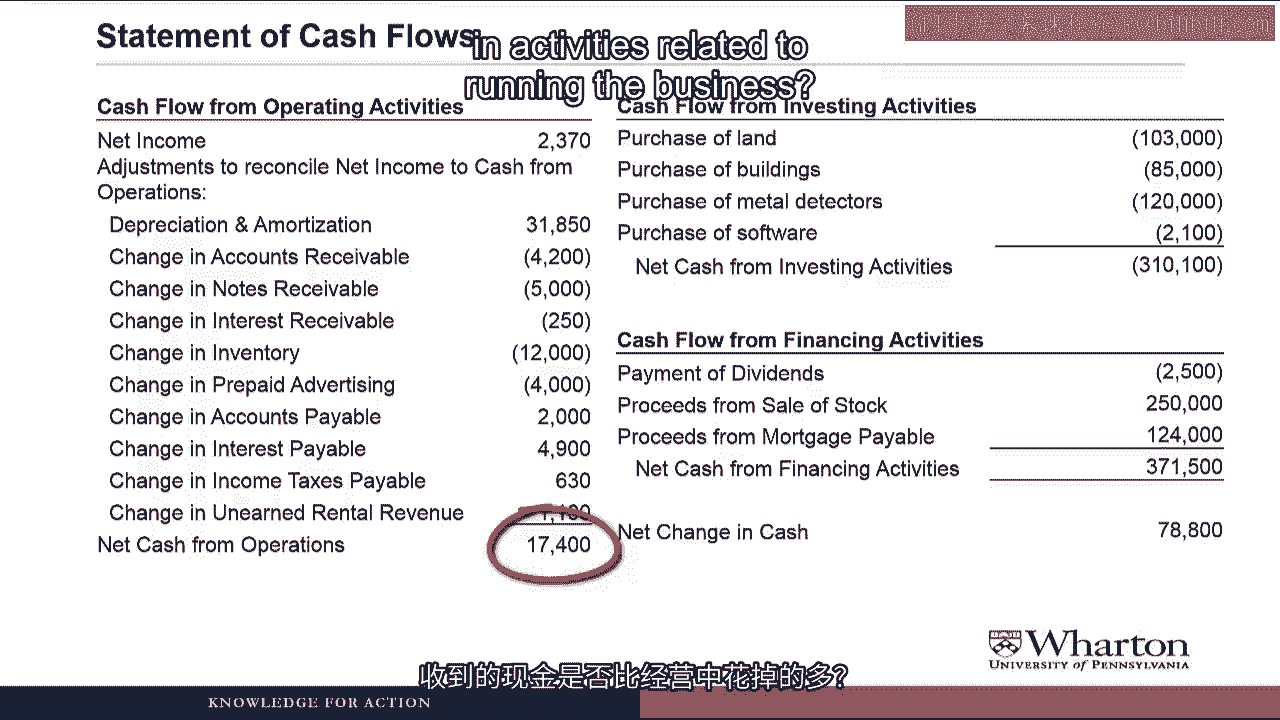 Statement of Cash Flows
in activities related to
running the business?
Cash Flow from Operating Activities
Net Income 2,370
Adjustments to reconcile Net Income to Cash from
Operations:
Depreciation & Amortization 31,850
Change in Accounts Receivable (4,200)
Change in Notes Receivable (5,000)
Change in Interest Receivable (250)
Change in Inventory (12,000)
Change in Prepaid Advertising (4,000)
Change in Accounts Payable 2,000
Change in Interest Payable 4,900
Change in Income Taxes Payable 630
Change in Unearned Rental Revenue 1,100
Net Cash from Operations 17,400
Cash Flow from Investing Activities
Purchase of land (103,000)
Purchase of buildings (85,000)
Purchase of metal detectors (120,000)
Purchase of software (2,100)
Net Cash from Investing Activities (310,100)
Cash Flow from Financing Activities
Payment of Dividends (2,500)
Proceeds from Sale of Stock 250,000
Proceeds from Mortgage Payable 124,000
Net Cash from Financing Activities 371,500
Net Change in Cash 78,800
Wharton
UNIVERSITY of PENNSYLVANIA
收到的现金是否比经营中花掉的多?
KNOWLEDGE FOR ACTION